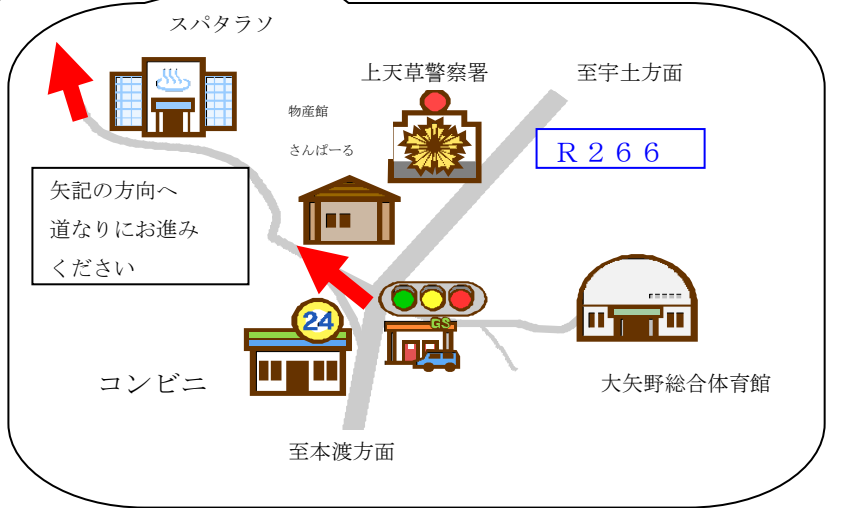 スパタラソ
上天草警察署
至宇土方面
物産館
さんぱーる
R266
矢記の方向へ
道なりにお進み
ください
24
GS
コンビニ
大矢野総合体育館
至本渡方面